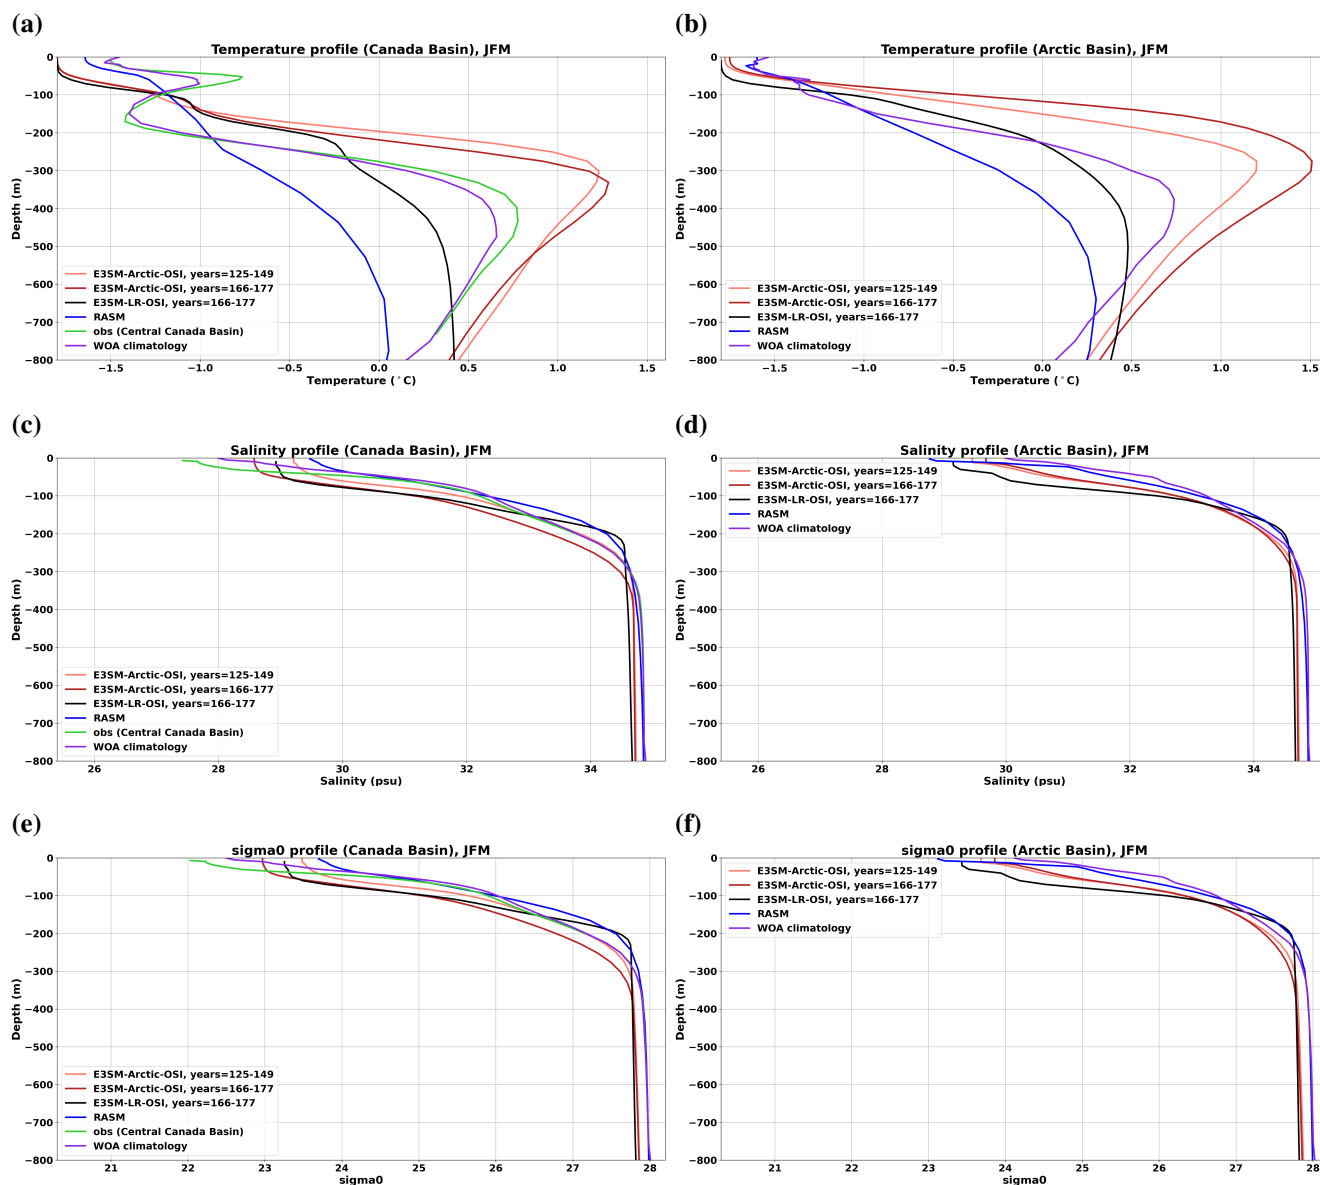 (a)
Temperature profile (Canada Basin), JFM
Depth (m)
0
−100
−200
−300
−400
−500
−600
−700
−800
E3SM-Arctic-OSI, years=125-149
E3SM-Arctic-OSI, years=166-177
E3SM-LR-OSI, years=166-177
RASM
obs (Central Canada Basin)
WOA climatology
−1.5 −1.0 −0.5 0.0 0.5 1.0 1.5
Temperature (°C)
(b)
Temperature profile (Arctic Basin), JFM
Depth (m)
0
−100
−200
−300
−400
−500
−600
−700
−800
E3SM-Arctic-OSI, years=125-149
E3SM-Arctic-OSI, years=166-177
E3SM-LR-OSI, years=166-177
RASM
WOA climatology
−1.5 −1.0 −0.5 0.0 0.5 1.0 1.5
Temperature (°C)
(c)
Salinity profile (Canada Basin), JFM
Depth (m)
0
−100
−200
−300
−400
−500
−600
−700
−800
E3SM-Arctic-OSI, years=125-149
E3SM-Arctic-OSI, years=166-177
E3SM-LR-OSI, years=166-177
RASM
obs (Central Canada Basin)
WOA climatology
26 28 30 32 34
Salinity (psu)
(d)
Salinity profile (Arctic Basin), JFM
Depth (m)
0
−100
−200
−300
−400
−500
−600
−700
−800
E3SM-Arctic-OSI, years=125-149
E3SM-Arctic-OSI, years=166-177
E3SM-LR-OSI, years=166-177
RASM
WOA climatology
26 28 30 32 34
Salinity (psu)
(e)
sigma0 profile (Canada Basin), JFM
Depth (m)
0
−100
−200
−300
−400
−500
−600
−700
−800
E3SM-Arctic-OSI, years=125-149
E3SM-Arctic-OSI, years=166-177
E3SM-LR-OSI, years=166-177
RASM
obs (Central Canada Basin)
WOA climatology
21 22 23 24 25 26 27 28
sigma0
(f)
sigma0 profile (Arctic Basin), JFM
Depth (m)
0
−100
−200
−300
−400
−500
−600
−700
−800
E3SM-Arctic-OSI, years=125-149
E3SM-Arctic-OSI, years=166-177
E3SM-LR-OSI, years=166-177
RASM
WOA climatology
21 22 23 24 25 26 27 28
sigma0